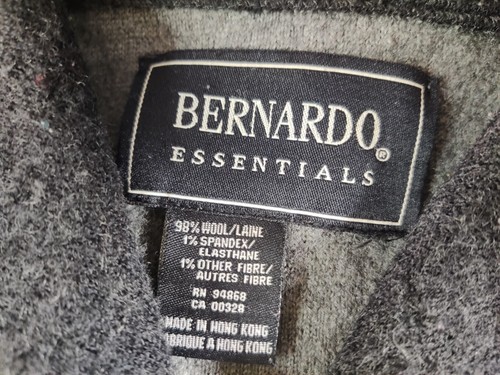 BERNARDO®
ESSENTIALS
98% WOOL/LAINE
1% SPANDEX/
ELASTHANE
1% OTHER FIBRE/
AUTRES FIBRE
RN 94868
CA 00328
MADE IN HONG KONG
FABRIQUE A HONG KONG